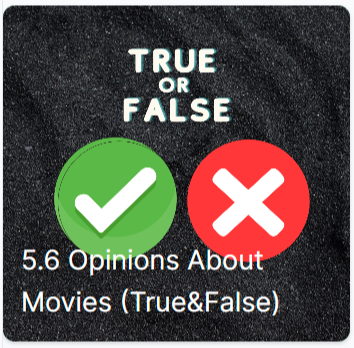 TRUE
OR
FALSE
5.6 Opinions About
Movies (True&False)